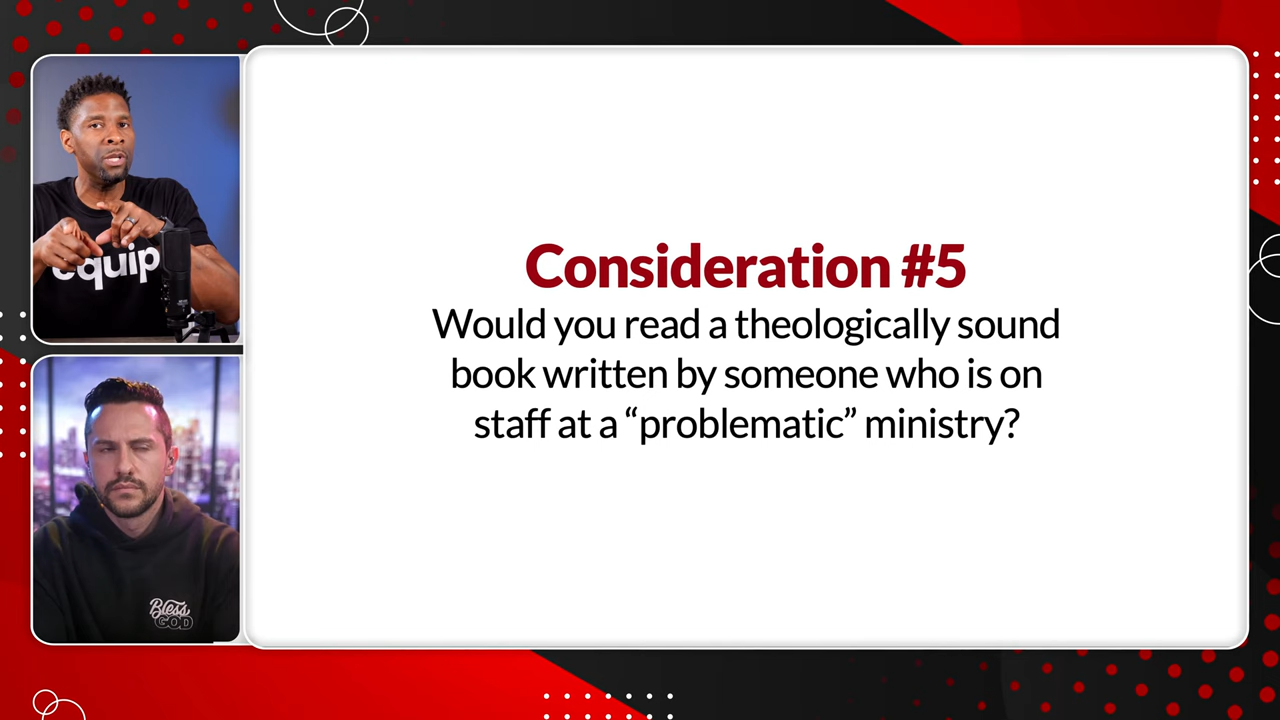 equip
Bless
GOD
Consideration #5
Would you read a theologically sound
book written by someone who is on
staff at a “problematic” ministry?